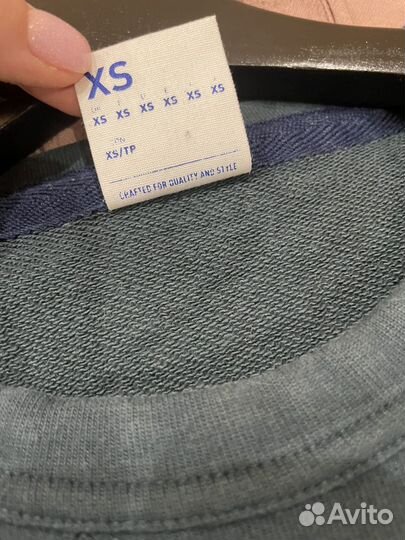 XS
XS XS XS XS XS XS
XS/TP
CRAFTED FOR QUALITY AND STYLE
Avito